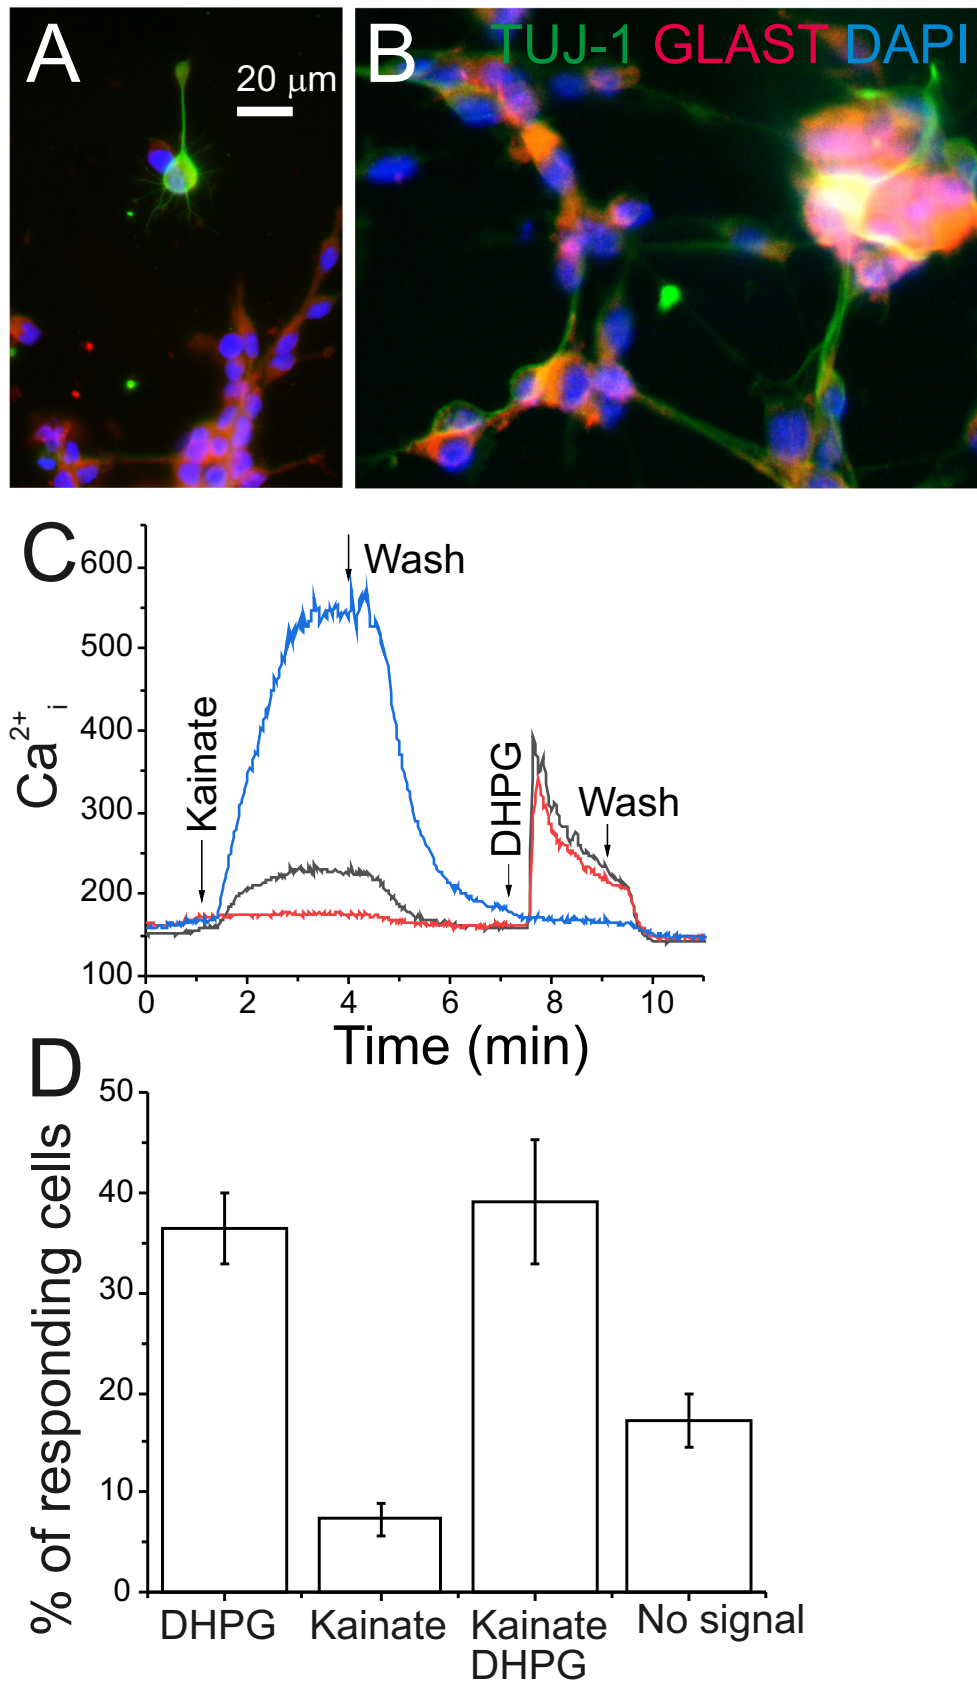 A
20 μm
B
TUJ-1 GLAST DAPI
C
Ca²⁺ᵢ
600
500
400
300
200
100
Kainate
Wash
DHPG
Wash
0 2 4 6 8 10
Time (min)
D
% of responding cells
50
40
30
20
10
0
DHPG
Kainate
Kainate
DHPG
No signal